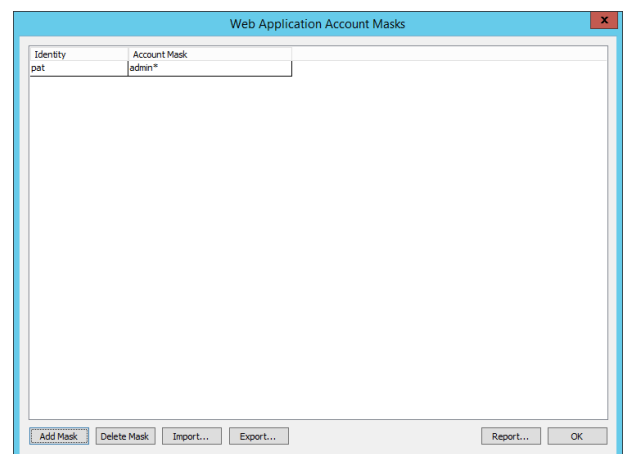 Web Application Account Masks
x
Identity Account Mask
pat admin*
Add Mask Delete Mask Import... Export... Report... OK